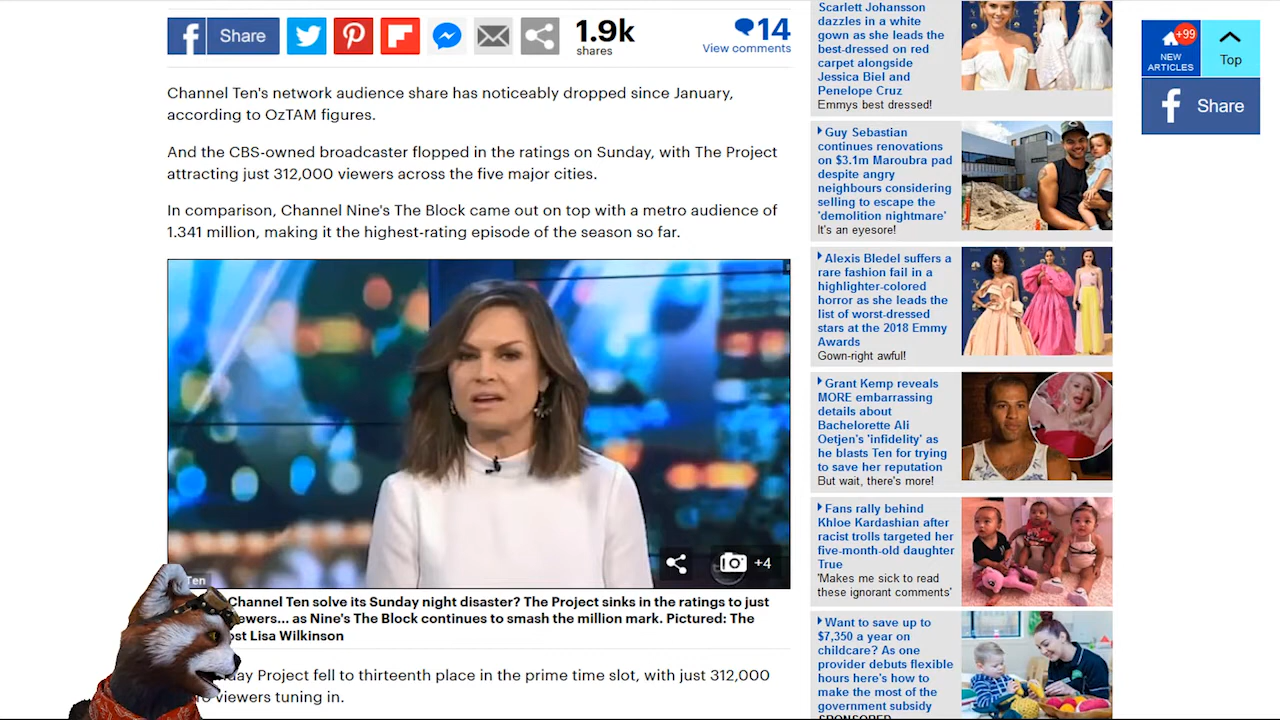 Share
1.9k
shares
14
View comments
Channel Ten's network audience share has noticeably dropped since January,
according to OzTAM figures.
And the CBS-owned broadcaster flopped in the ratings on Sunday, with The Project
attracting just 312,000 viewers across the five major cities.
In comparison, Channel Nine's The Block came out on top with a metro audience of
1.341 million, making it the highest-rating episode of the season so far.
+4
Ten
Channel Ten solve its Sunday night disaster? The Project sinks in the ratings to just
as Nine's The Block continues to smash the million mark. Pictured: The
Lisa Wilkinson
Project fell to thirteenth place in the prime time slot, with just 312,000
viewers tuning in.
Scarlett Johansson
dazzles in a white
gown as she leads the
best-dressed on red
carpet alongside
Jessica Biel and
Penelope Cruz
Emmys best dressed!
Guy Sebastian
continues renovations
on $3.1m Maroubra pad
despite angry
neighbours considering
selling to escape the
'demolition nightmare'
It's an eyesore!
Alexis Bledel suffers a
rare fashion fail in a
highlighter-colored
horror as she leads the
list of worst-dressed
stars at the 2018 Emmy
Awards
Gown-right awful!
Grant Kemp reveals
MORE embarrassing
details about
Bachelorette Ali
Oetjen's 'infidelity' as
he blasts Ten for trying
to save her reputation
But wait, there's more!
Fans rally behind
Khloe Kardashian after
racist trolls targeted her
five-month-old daughter
True
'Makes me sick to read
these ignorant comments'
Want to save up to
$7,350 a year on
childcare? As one
provider debuts flexible
hours here's how to
make the most of the
government subsidy
SPONSORED
+99
NEW
ARTICLES
Top
Share